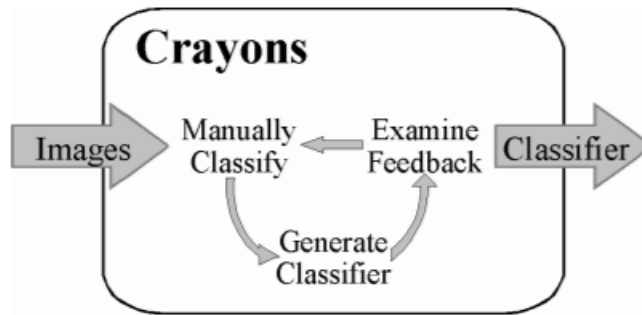 Crayons
Images
Manually
Classify
Examine
Feedback
Classifier
Generate
Classifier